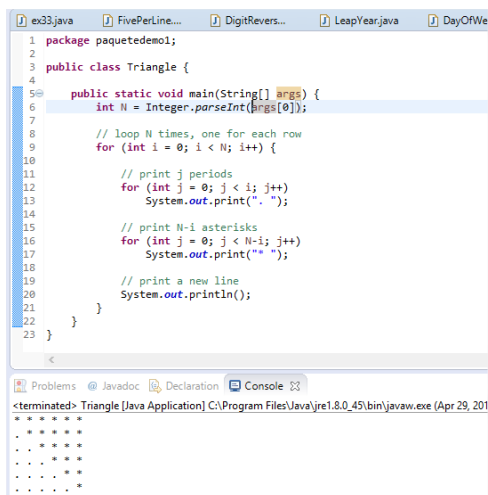 ex33.java FivePerLine.... DigitRevers... LeapYear.java DayOfWe
1 package paquetedemo1;
2
3 public class Triangle {
4
5 public static void main(String[] args) {
6 int N = Integer.parseInt(args[0]);
7
8 // loop N times, one for each row
9 for (int i = 0; i < N; i++) {
10
11 // print j periods
12 for (int j = 0; j < i; j++)
13 System.out.print(". ");
14
15 // print N-i asterisks
16 for (int j = 0; j < N-i; j++)
17 System.out.print("* ");
18
19 // print a new line
20 System.out.println();
21 }
22 }
23 }
Problems @ Javadoc Declaration Console
<terminated> Triangle [Java Application] C:\Program Files\Java\jre1.8.0_45\bin\javaw.exe (Apr 29, 201
* * * * * *
. * * * * *
. . * * * *
. . . * * *
. . . . * *
. . . . . *